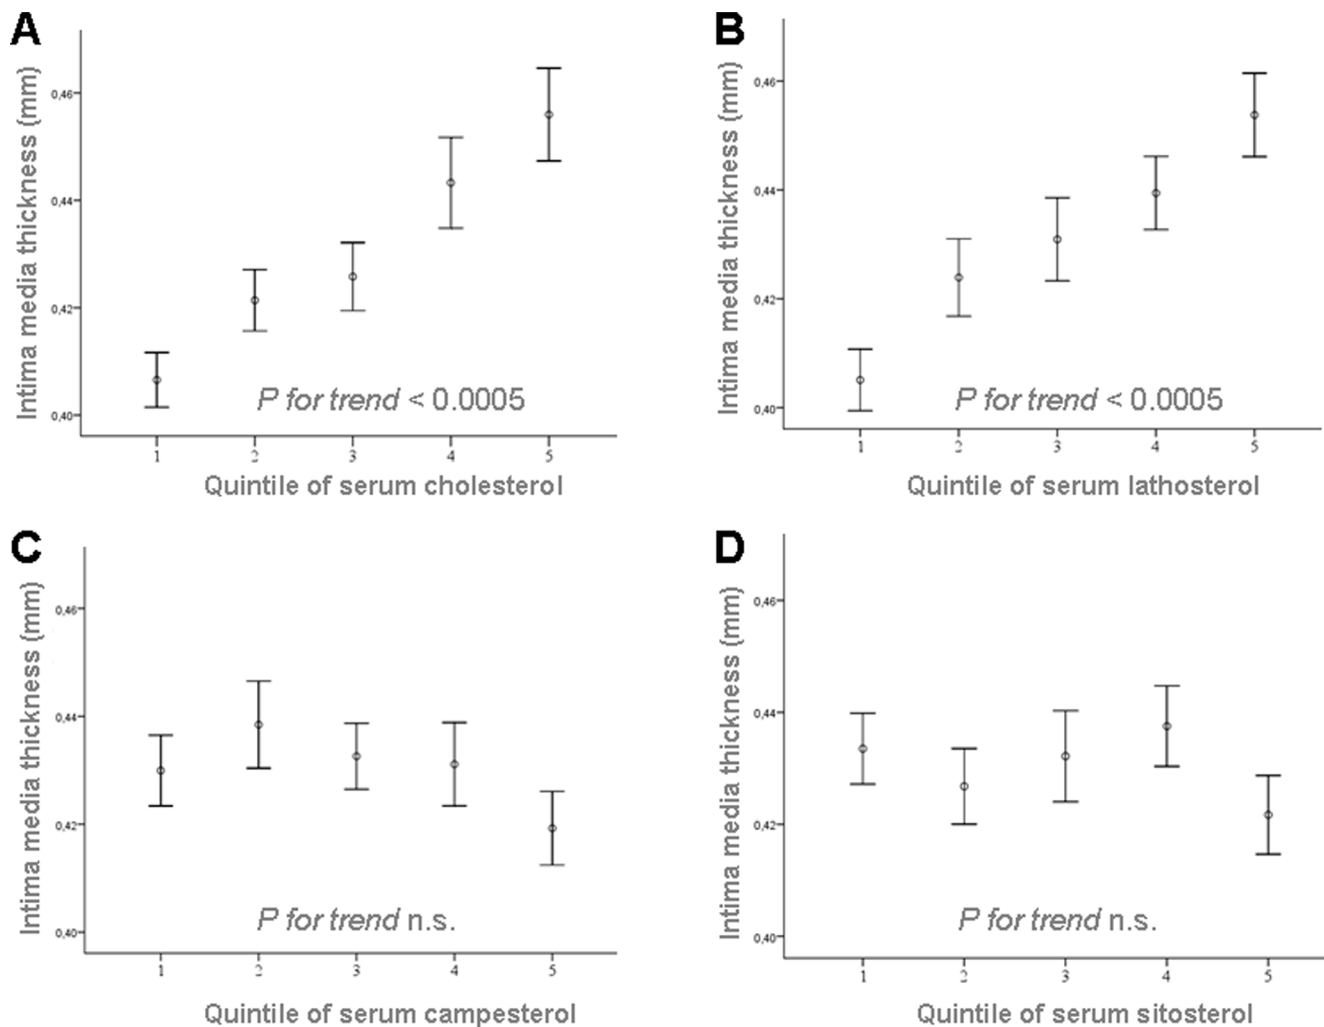 A
Intima media thickness (mm)
0,46
0,44
0,42
0,40
P for trend < 0.0005
1 2 3 4 5
Quintile of serum cholesterol
B
Intima media thickness (mm)
0,46
0,44
0,42
0,40
P for trend < 0.0005
1 2 3 4 5
Quintile of serum lathosterol
C
Intima media thickness (mm)
0,46
0,44
0,42
0,40
P for trend n.s.
1 2 3 4 5
Quintile of serum campesterol
D
Intima media thickness (mm)
0,46
0,44
0,42
0,40
P for trend n.s.
1 2 3 4 5
Quintile of serum sitosterol